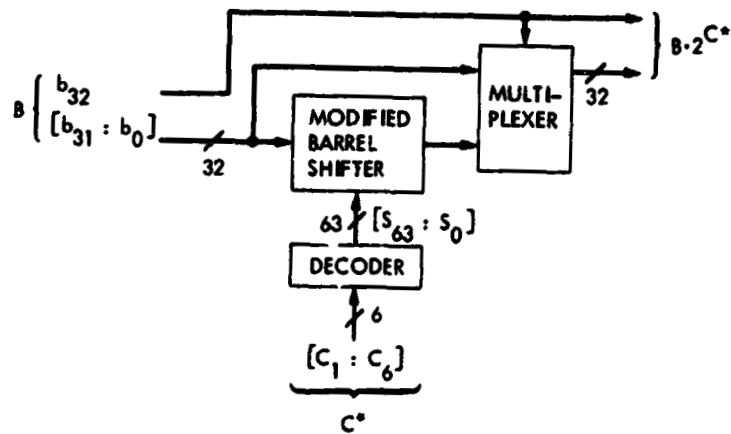 B { b32
[b31 : b0]
32
MODIFIED
BARREL
SHIFTER
MULTI-
PLEXER
32
} B·2^C*
63 [S63 : S0]
DECODER
6
[C1 : C6]
C*